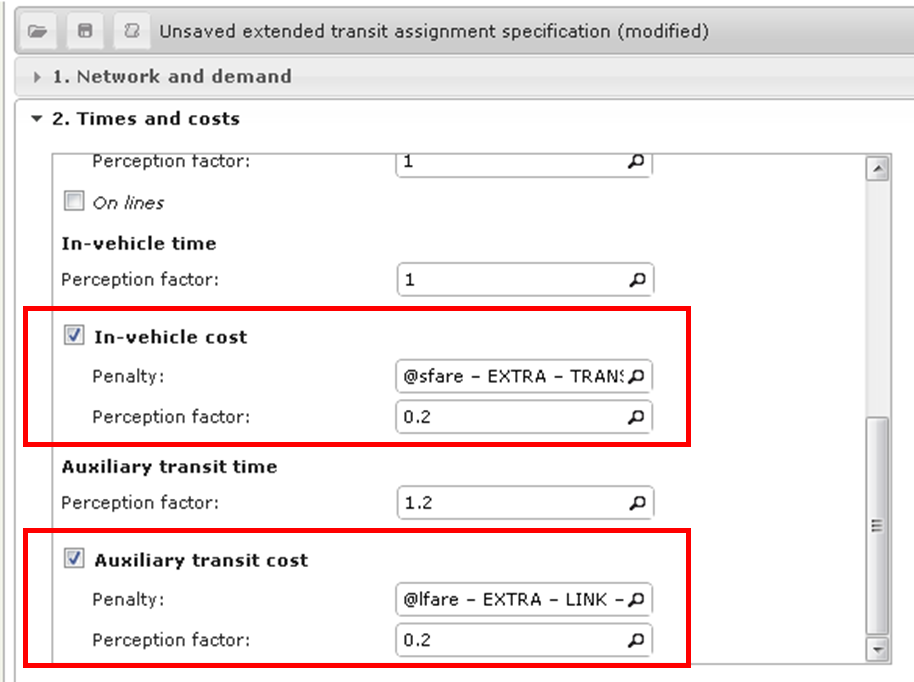 Unsaved extended transit assignment specification (modified)
1. Network and demand
2. Times and costs
Perception factor: 1
On lines
In-vehicle time
Perception factor: 1
In-vehicle cost
Penalty: @sfare - EXTRA - TRANS
Perception factor: 0.2
Auxiliary transit time
Perception factor: 1.2
Auxiliary transit cost
Penalty: @lfare - EXTRA - LINK -
Perception factor: 0.2